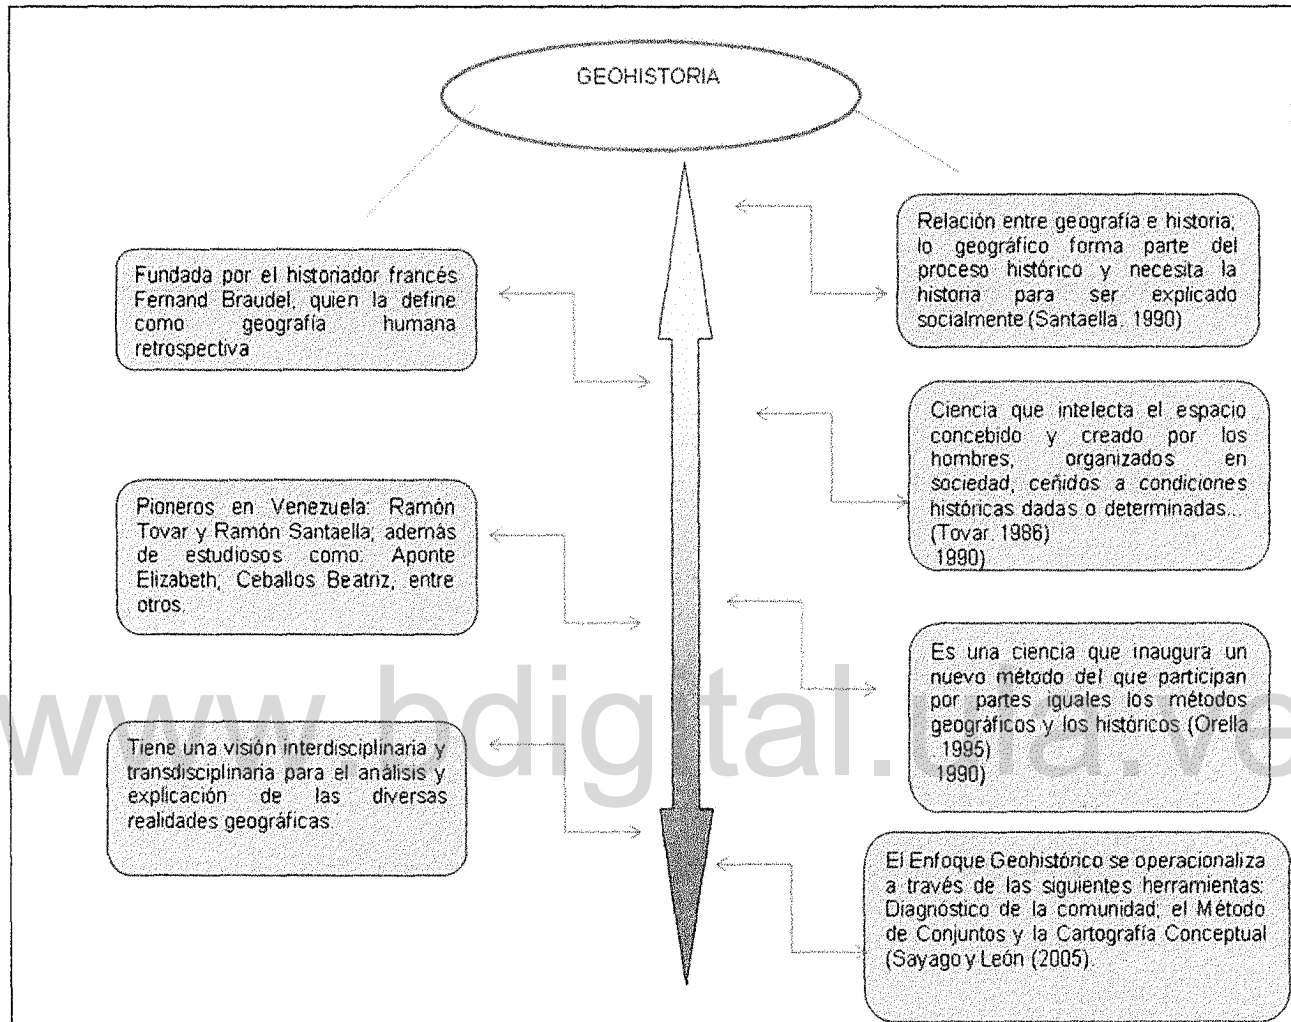 GEOHISTORIA
Fundada por el historiador francés
Fernand Braudel, quien la define
como geografía humana
retrospectiva
Pioneros en Venezuela: Ramón
Tovar y Ramón Santaella; además
de estudiosos como: Aponte
Elizabeth; Ceballos Beatriz, entre
otros.
Tiene una visión interdisciplinaria y
transdisciplinaria para el análisis y
explicación de las diversas
realidades geográficas.
Relación entre geografía e historia;
lo geográfico forma parte del
proceso histórico y necesita la
historia para ser explicado
socialmente (Santaella. 1990)
Ciencia que intelecta el espacio
concebido y creado por los
hombres, organizados en
sociedad, ceñidos a condiciones
históricas dadas o determinadas...
(Tovar. 1986)
1990)
Es una ciencia que inaugura un
nuevo método del que participan
por partes iguales los métodos
geográficos y los históricos (Orella
1995)
1990)
El Enfoque Geohistórico se operacionaliza
a través de las siguientes herramientas:
Diagnóstico de la comunidad; el Método
de Conjuntos y la Cartografía Conceptual
(Sayago y León (2005).
www.bdigital.ula.ve